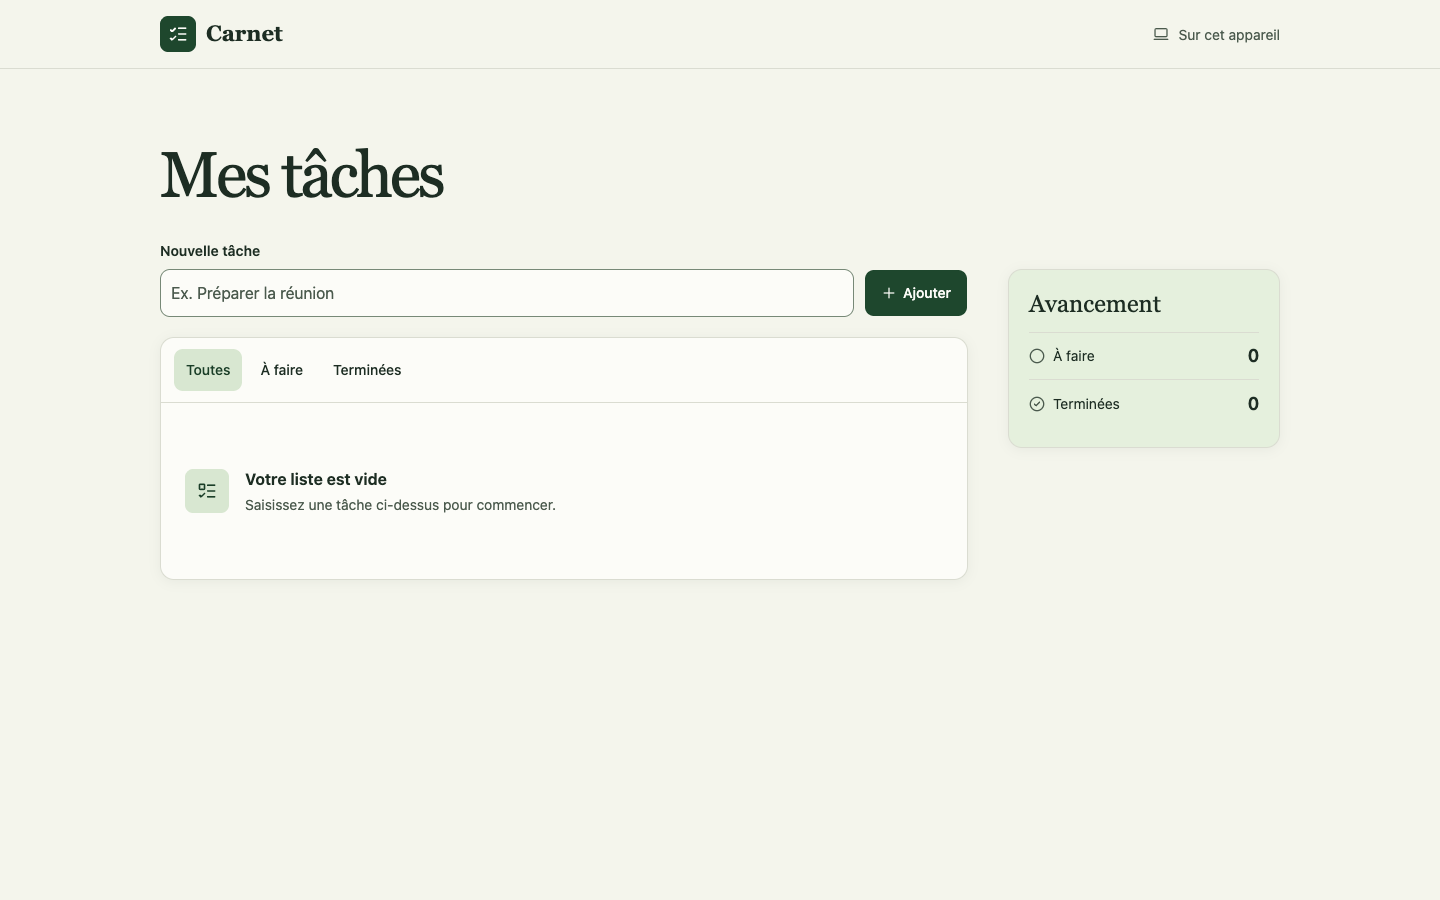 Carnet
Sur cet appareil
Mes tâches
Nouvelle tâche
Ex. Préparer la réunion
Ajouter
Toutes
À faire
Terminées
Votre liste est vide
Saisissez une tâche ci-dessus pour commencer.
Avancement
À faire 0
Terminées 0